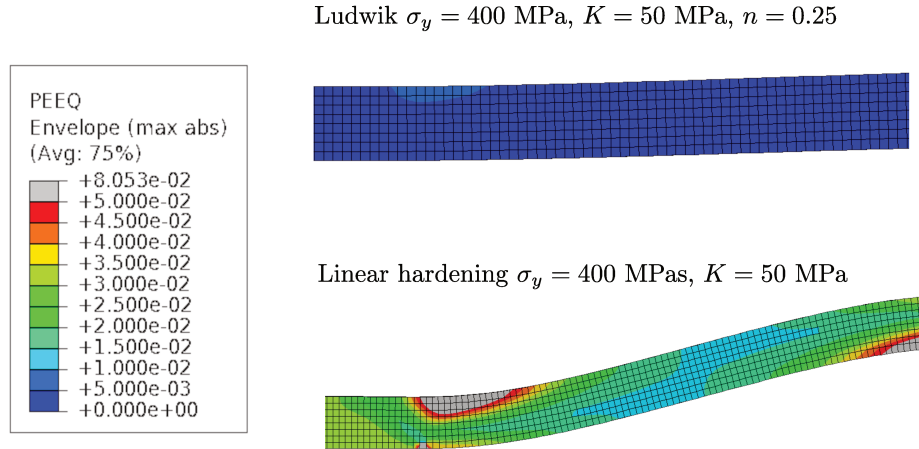 Ludwik σ_y = 400 MPa, K = 50 MPa, n = 0.25
PEEQ
Envelope (max abs)
(Avg: 75%)
+8.053e-02
+5.000e-02
+4.500e-02
+4.000e-02
+3.500e-02
+3.000e-02
+2.500e-02
+2.000e-02
+1.500e-02
+1.000e-02
+5.000e-03
+0.000e+00
Linear hardening σ_y = 400 MPas, K = 50 MPa